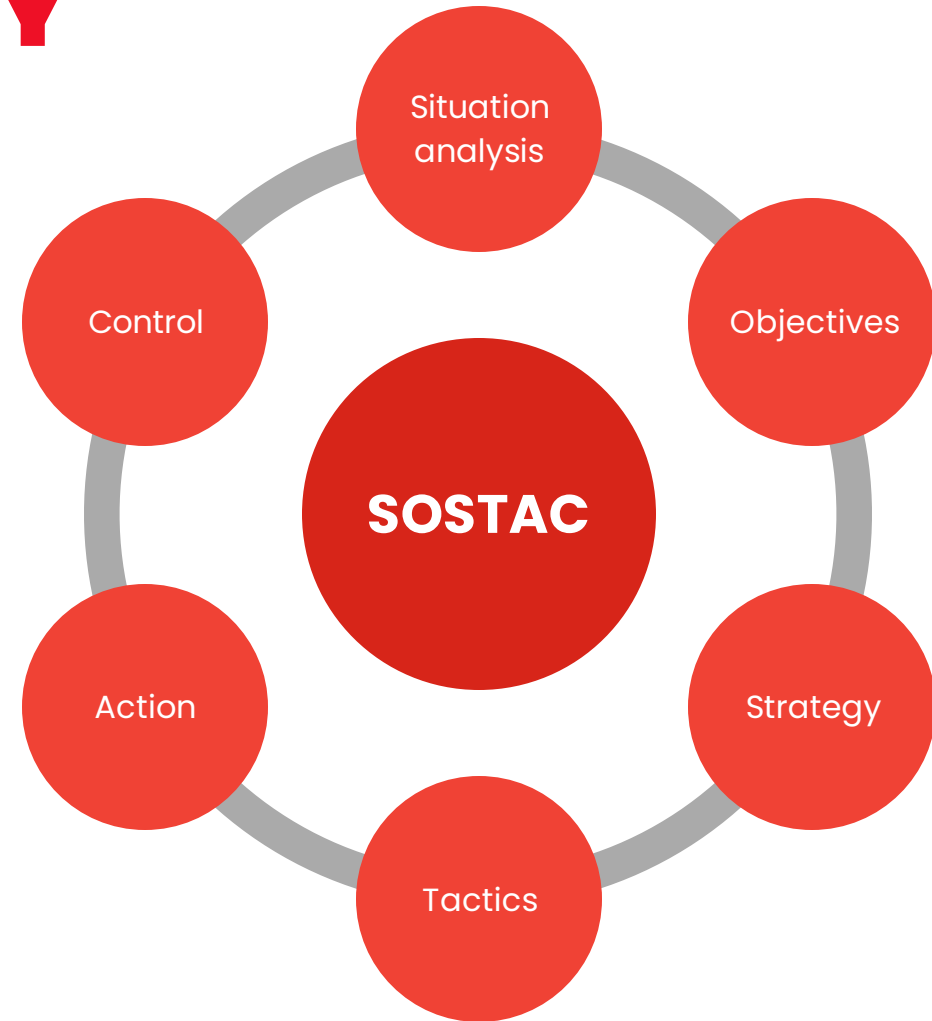 Y
Situation
analysis
Objectives
Strategy
Tactics
Action
Control
SOSTAC